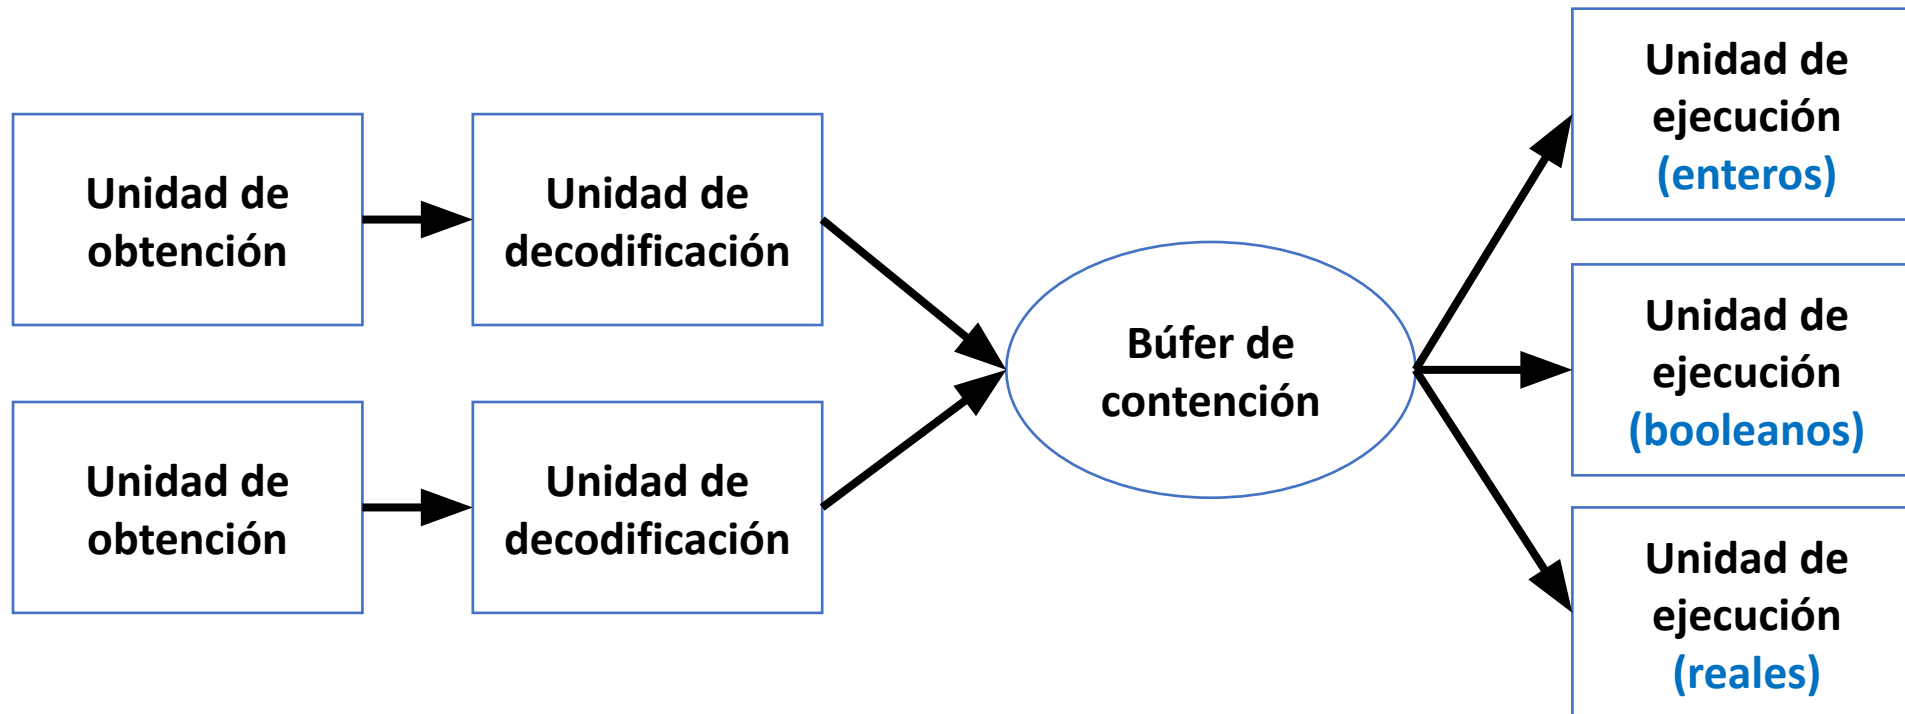 Unidad de
obtención
Unidad de
decodificación
Unidad de
obtención
Unidad de
decodificación
Búfer de
contención
Unidad de
ejecución
(enteros)
Unidad de
ejecución
(booleanos)
Unidad de
ejecución
(reales)